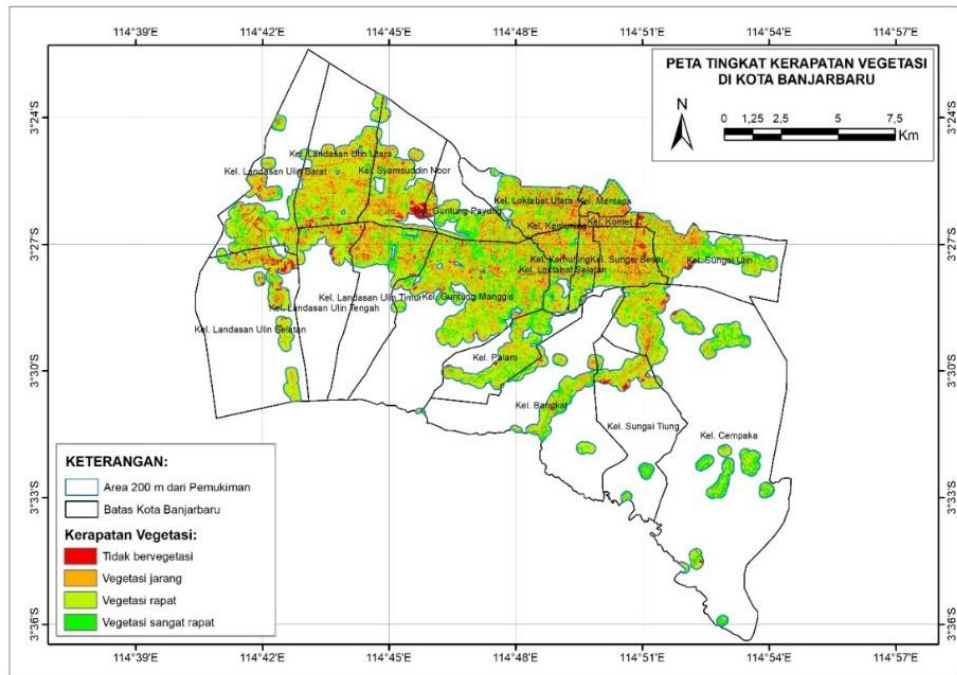 114°39'E 114°42'E 114°45'E 114°48'E 114°51'E 114°54'E 114°57'E
PETA TINGKAT KERAPATAN VEGETASI
DI KOTA BANJARBARU
N
0 1,25 2,5 5 7,5
Km
3°24'S 3°24'S
Kel. Landasan Ulin Utara
Kel. Landasan Ulin Barat
Kel. Syamsuddin Noor
Kel. Loktabat Utara
Kel. Mentaos
Guntung Payung
Kel. Komet
Kel. Kemuning
3°27'S 3°27'S
Kel. Kemuning
Kel. Sungai Besar
Kel. Sungai Ulin
Kel. Loktabat Selatan
Kel. Landasan Ulin Timur
Kel. Guntung Manggis
Kel. Landasan Ulin Tengah
Kel. Landasan Ulin Selatan
Kel. Palam
3°30'S 3°30'S
Kel. Bangkal
Kel. Sungai Tiung
Kel. Cempaka
KETERANGAN:
Area 200 m dari Pemukiman
Batas Kota Banjarbaru
Kerapatan Vegetasi:
Tidak bervegetasi
Vegetasi jarang
Vegetasi rapat
Vegetasi sangat rapat
3°33'S 3°33'S
3°36'S 3°36'S
114°39'E 114°42'E 114°45'E 114°48'E 114°51'E 114°54'E 114°57'E